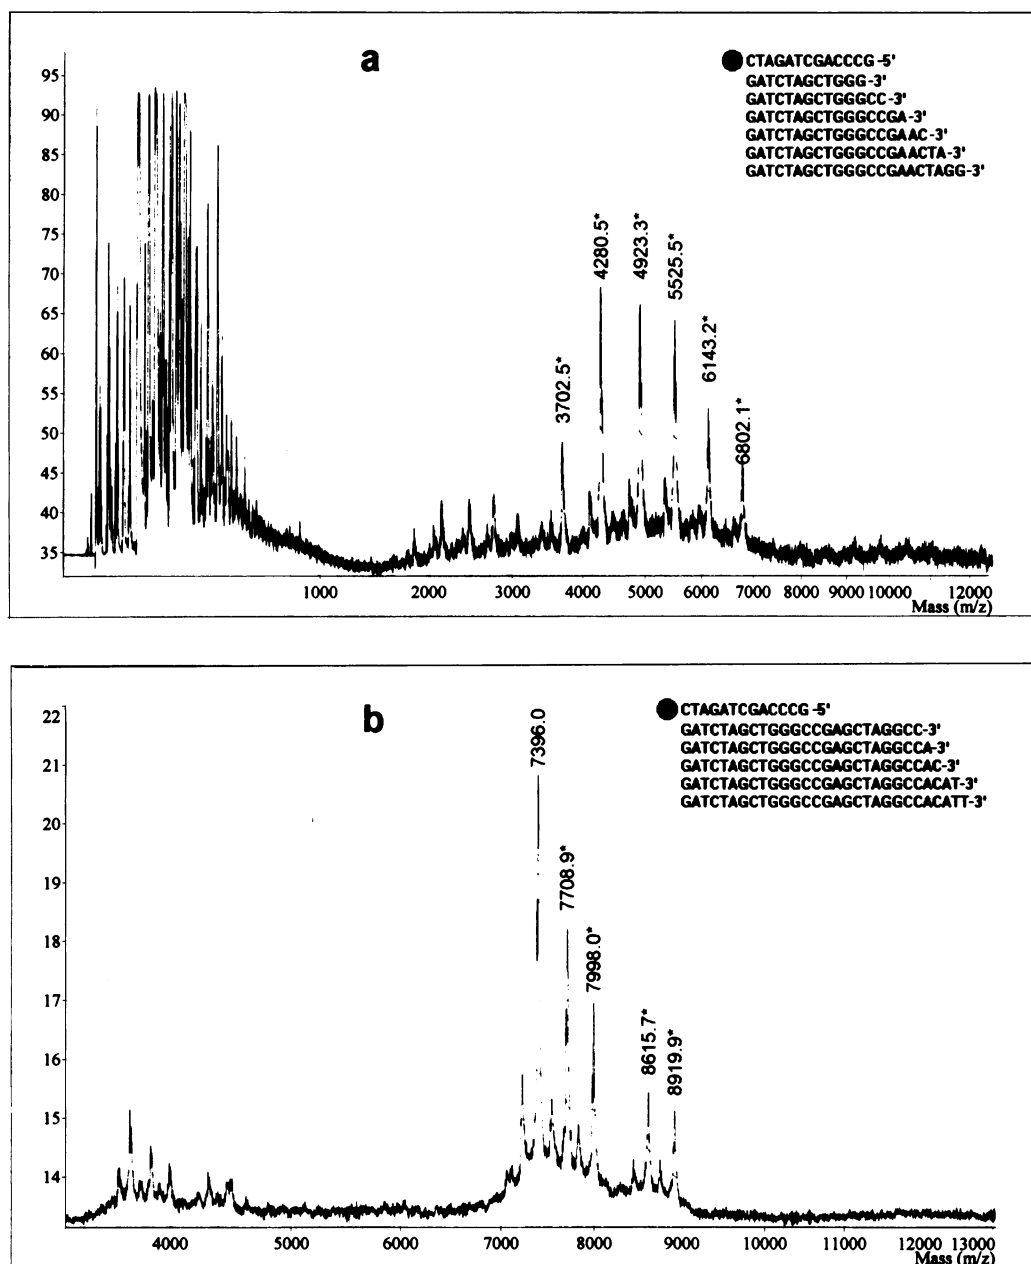 a
CTAGATCGACCCG-5'
GATCTAGCTGGG-3'
GATCTAGCTGGGCC-3'
GATCTAGCTGGGCCGA-3'
GATCTAGCTGGGCCGAAC-3'
GATCTAGCTGGGCCGAACTA-3'
GATCTAGCTGGGCCGAACTAGG-3'
95
90
85
80
75
70
65
60
55
50
45
40
35
3702.5*
4280.5*
4923.3*
5525.5*
6143.2*
6802.1*
1000 2000 3000 4000 5000 6000 7000 8000 9000 10000 12000
Mass (m/z)
b
CTAGATCGACCCG-5'
GATCTAGCTGGGCCGAGCTAGGCC-3'
GATCTAGCTGGGCCGAGCTAGGCCA-3'
GATCTAGCTGGGCCGAGCTAGGCCAC-3'
GATCTAGCTGGGCCGAGCTAGGCCACAT-3'
GATCTAGCTGGGCCGAGCTAGGCCACATT-3'
22
21
20
19
18
17
16
15
14
7396.0
7708.9*
7998.0*
8615.7*
8919.9*
4000 5000 6000 7000 8000 9000 10000 11000 12000 13000
Mass (m/z)